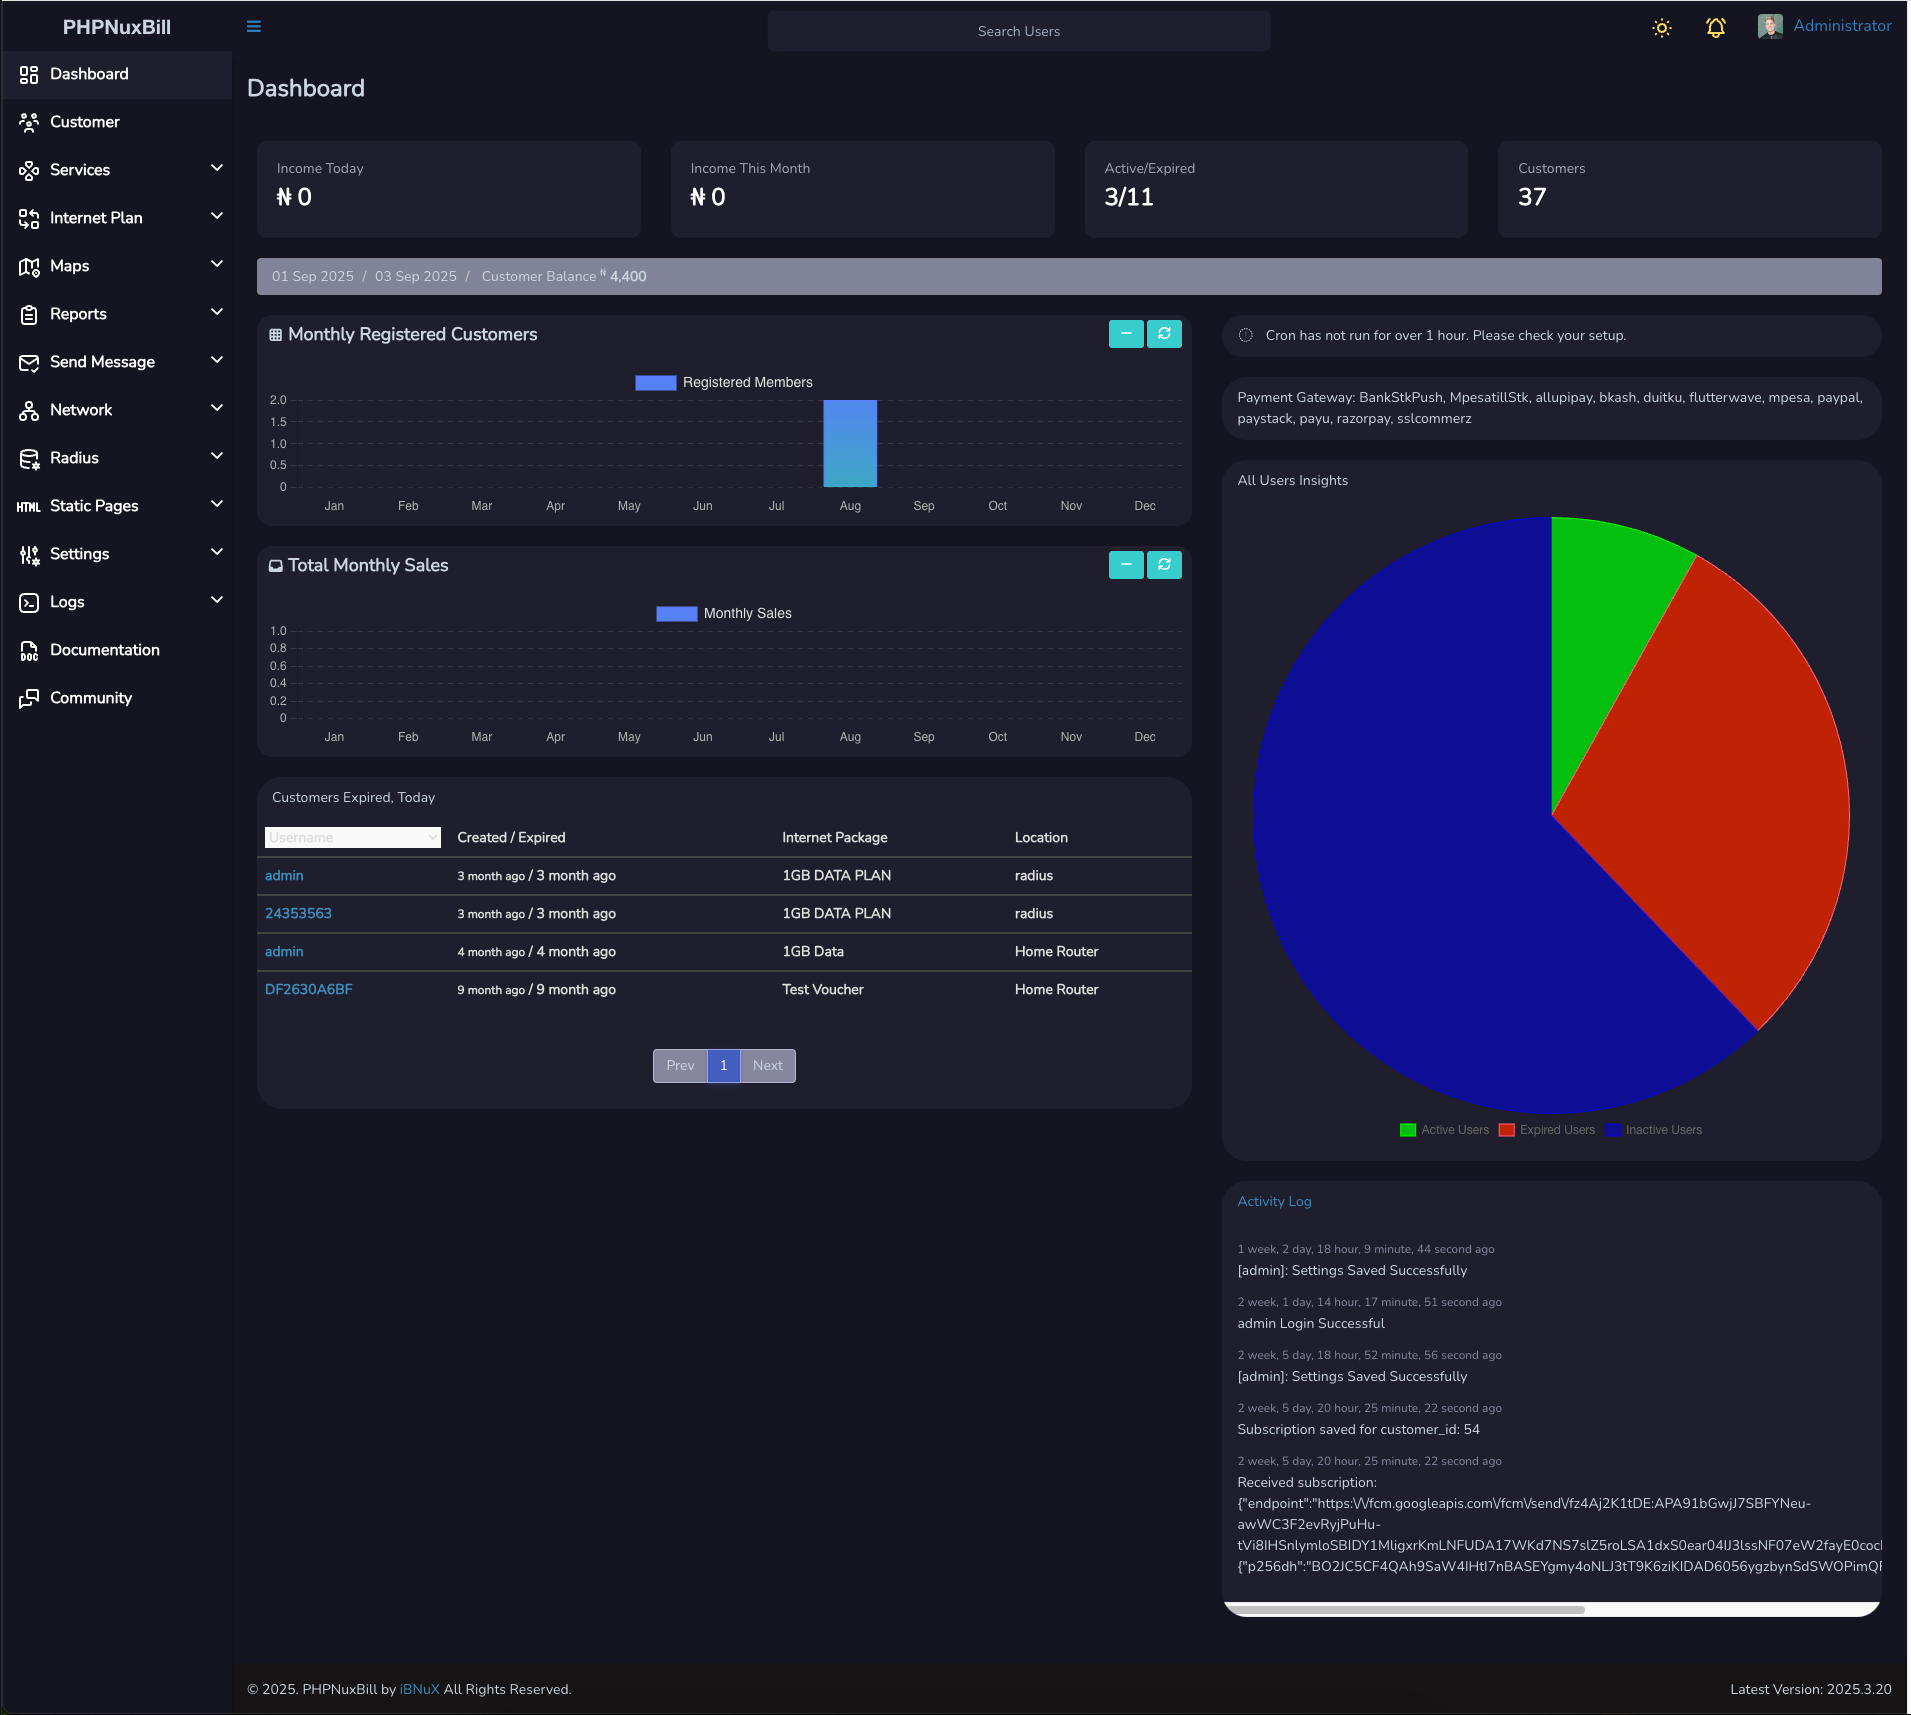 PHPNuxBill
Search Users
Administrator
Dashboard
Customer
Services
Internet Plan
Maps
Reports
Send Message
Network
Radius
HTML Static Pages
Settings
Logs
DOC Documentation
Community
Dashboard
Income Today
₦ 0
Income This Month
₦ 0
Active/Expired
3/11
Customers
37
01 Sep 2025 / 03 Sep 2025 / Customer Balance ₦ 4,400
Monthly Registered Customers
Registered Members
2.0
1.5
1.0
0.5
0
Jan Feb Mar Apr May Jun Jul Aug Sep Oct Nov Dec
Total Monthly Sales
Monthly Sales
1.0
0.8
0.6
0.4
0.2
0
Jan Feb Mar Apr May Jun Jul Aug Sep Oct Nov Dec
Customers Expired, Today
Username Created / Expired Internet Package Location
admin 3 month ago / 3 month ago 1GB DATA PLAN radius
24353563 3 month ago / 3 month ago 1GB DATA PLAN radius
admin 4 month ago / 4 month ago 1GB Data Home Router
DF2630A6BF 9 month ago / 9 month ago Test Voucher Home Router
Prev 1 Next
Cron has not run for over 1 hour. Please check your setup.
Payment Gateway: BankStkPush, MpesatillStk, allupipay, bkash, duitku, flutterwave, mpesa, paypal,
paystack, payu, razorpay, sslcommerz
All Users Insights
Active Users Expired Users Inactive Users
Activity Log
1 week, 2 day, 18 hour, 9 minute, 44 second ago
[admin]: Settings Saved Successfully
2 week, 1 day, 14 hour, 17 minute, 51 second ago
admin Login Successful
2 week, 5 day, 18 hour, 52 minute, 56 second ago
[admin]: Settings Saved Successfully
2 week, 5 day, 20 hour, 25 minute, 22 second ago
Subscription saved for customer_id: 54
2 week, 5 day, 20 hour, 25 minute, 22 second ago
Received subscription:
{"endpoint":"https:\/\/fcm.googleapis.com\/fcm\/send\/fz4Aj2K1tDE:APA91bGwjJ7SBFYNeu-
awWC3F2evRyjPuHu-
© 2025. PHPNuxBill by iBNuX All Rights Reserved.
Latest Version: 2025.3.20